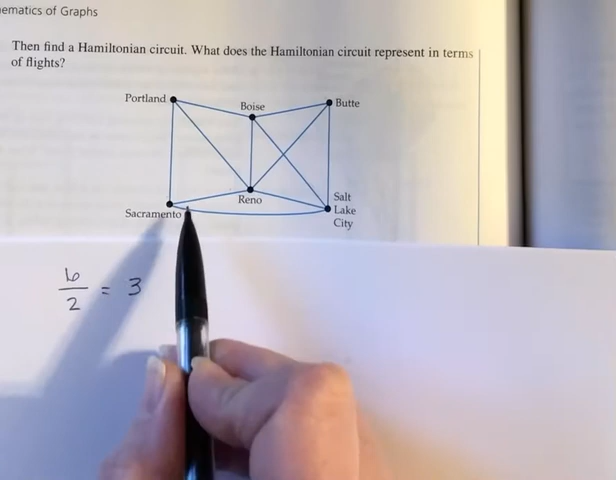 ematics of Graphs
Then find a Hamiltonian circuit. What does the Hamiltonian circuit represent in terms
of flights?
Portland
Boise
Butte
Reno
Salt
Lake
City
Sacramento
6/2 = 3